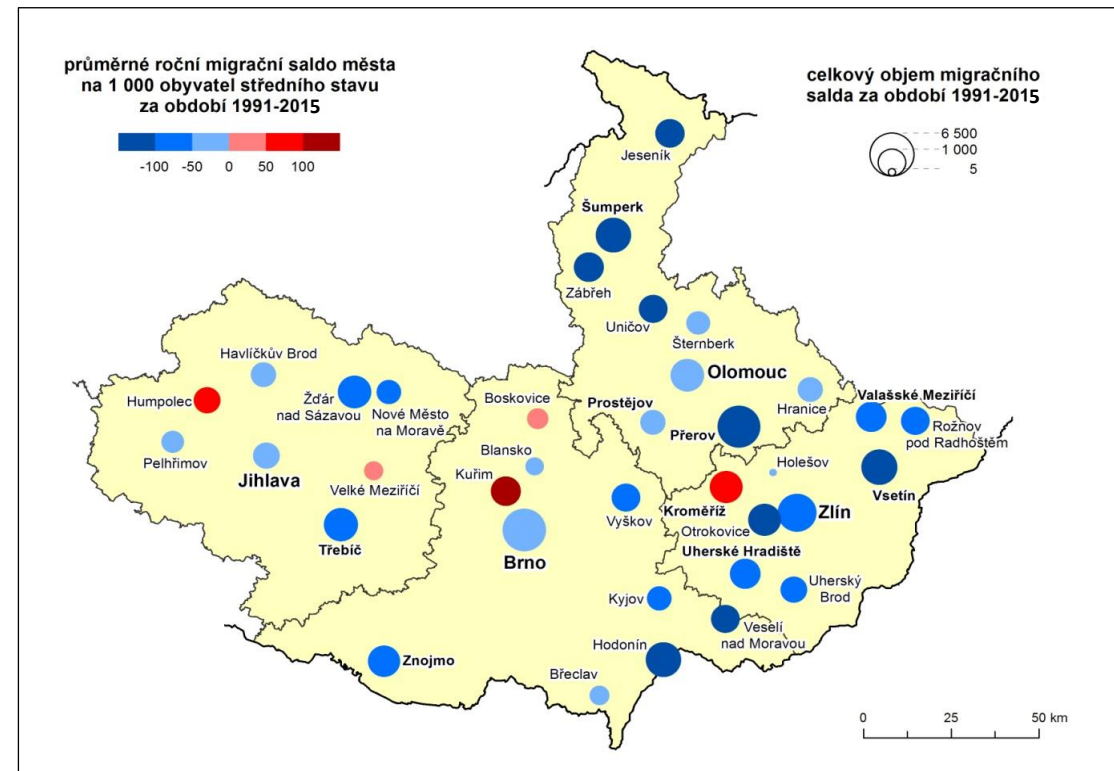 průměrné roční migrační saldo města
na 1 000 obyvatel středního stavu
za období 1991-2015
-100 -50 0 50 100
celkový objem migračního
salda za období 1991-2015
6 500
1 000
5
Jeseník
Šumperk
Zábřeh
Uničov
Šternberk
Olomouc
Hranice
Prostějov
Přerov
Valašské Meziříčí
Rožnov
pod Radhoštěm
Holešov
Vsetín
Kroměříž
Otrokovice
Zlín
Uherské Hradiště
Uherský
Brod
Veselí
nad Moravou
Kyjov
Hodonín
Břeclav
Znojmo
Havlíčkův Brod
Humpolec
Žďár
nad Sázavou
Nové Město
na Moravě
Pelhřimov
Jihlava
Velké Meziříčí
Třebíč
Boskovice
Blansko
Kuřim
Vyškov
Brno
0 25 50 km